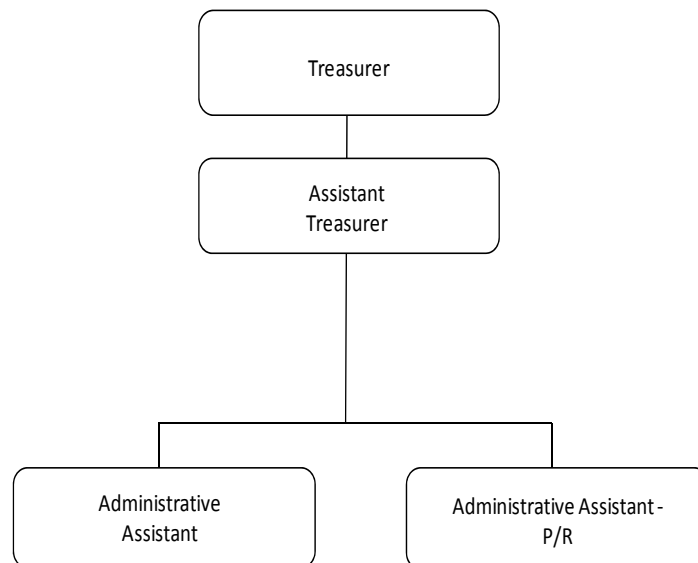 Treasurer
Assistant
Treasurer
Administrative
Assistant
Administrative Assistant -
P/R